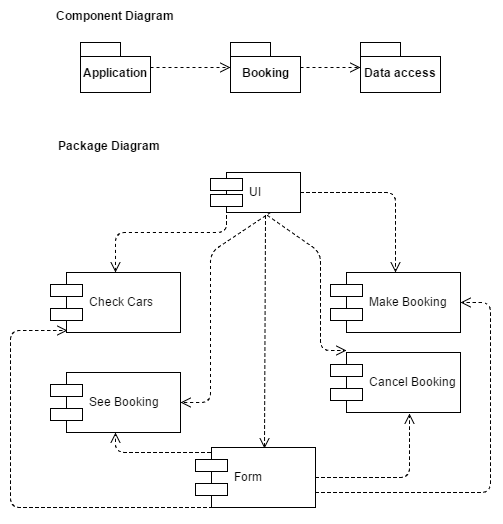 Component Diagram
Application
Booking
Data access
Package Diagram
UI
Check Cars
Make Booking
See Booking
Cancel Booking
Form